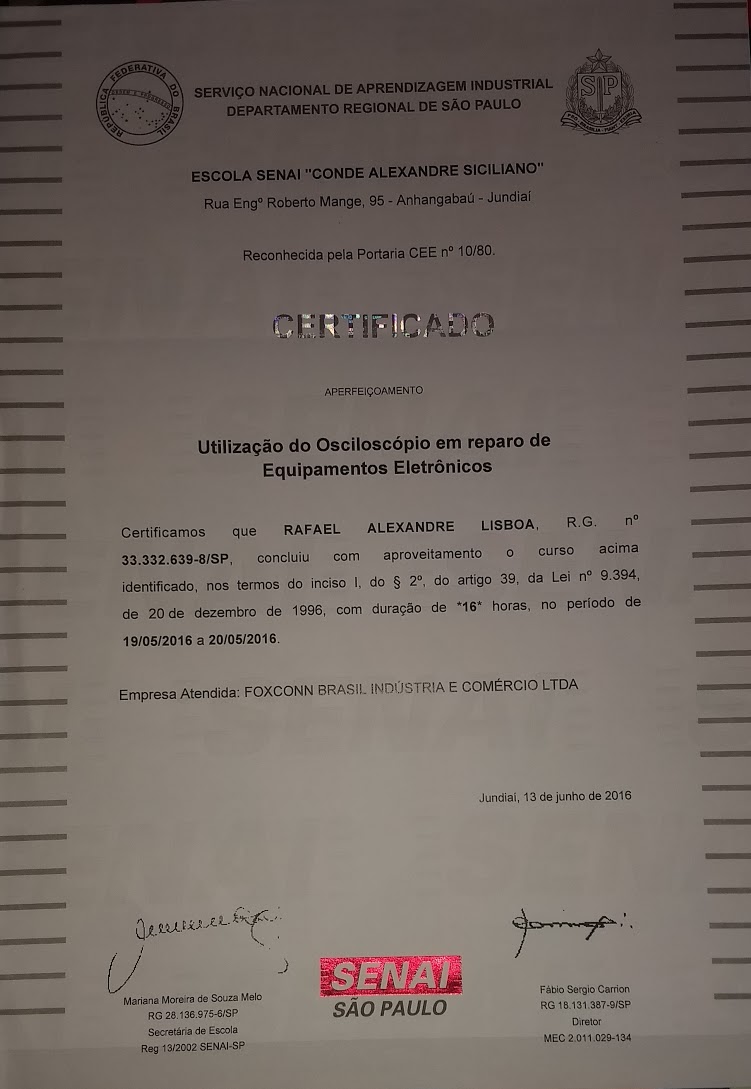 REPÚBLICA FEDERATIVA DO BRASIL
SERVIÇO NACIONAL DE APRENDIZAGEM INDUSTRIAL
DEPARTAMENTO REGIONAL DE SÃO PAULO
SP
ESCOLA SENAI "CONDE ALEXANDRE SICILIANO"
Rua Engº Roberto Mange, 95 - Anhangabaú - Jundiaí
Reconhecida pela Portaria CEE nº 10/80.
CERTIFICADO
APERFEIÇOAMENTO
Utilização do Osciloscópio em reparo de
Equipamentos Eletrônicos
Certificamos que RAFAEL ALEXANDRE LISBOA, R.G. nº
33.332.639-8/SP, concluiu com aproveitamento o curso acima
identificado, nos termos do inciso I, do § 2º, do artigo 39, da Lei nº 9.394,
de 20 de dezembro de 1996, com duração de *16* horas, no período de
19/05/2016 a 20/05/2016.
Empresa Atendida: FOXCONN BRASIL INDÚSTRIA E COMÉRCIO LTDA
Jundiaí, 13 de junho de 2016
Mariana Moreira de Souza Melo
RG 28.136.975-6/SP
Secretária de Escola
Reg 13/2002 SENAI-SP
SENAI
SÃO PAULO
Fábio Sergio Carrion
RG 18.131.387-9/SP
Diretor
MEC 2.011.029-134